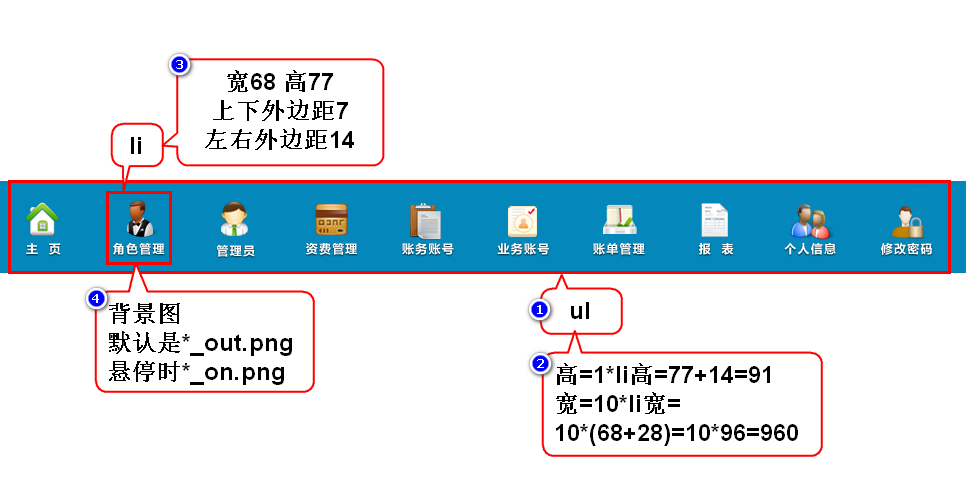 ③
宽68 高77
上下外边距7
左右外边距14
li
主 页
角色管理
管理员
资费管理
账务账号
业务账号
账单管理
报 表
个人信息
修改密码
④
背景图
默认是*_out.png
悬停时*_on.png
①
ul
②
高=1*li高=77+14=91
宽=10*li宽=
10*(68+28)=10*96=960